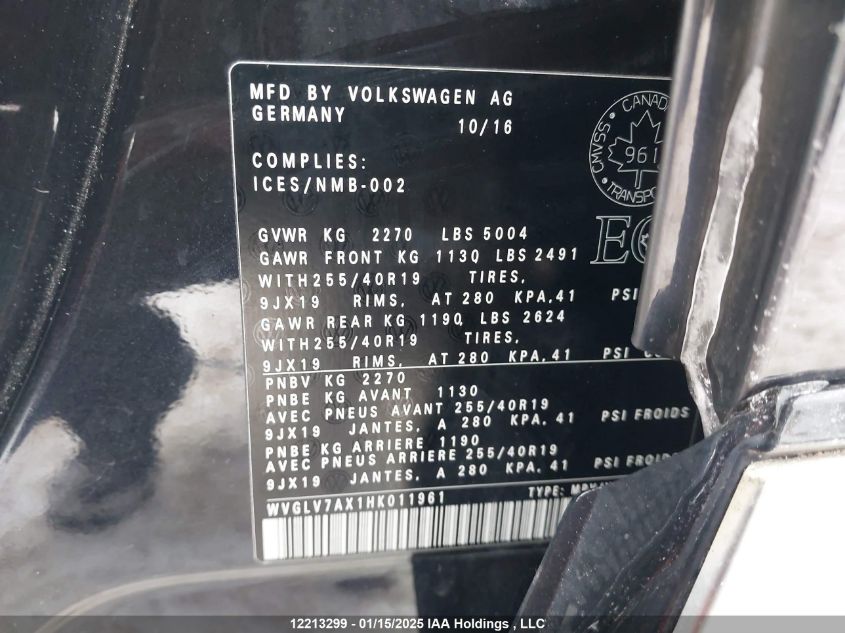 MFD BY VOLKSWAGEN AG
GERMANY 10/16
COMPLIES:
ICES/NMB-002
CANADA
CMVSS
961
GVWR KG 2270 LBS 5004
GAWR FRONT KG 1130 LBS 2491
WITH255/40R19 TIRES,
9JX19 RIMS, AT 280 KPA,41 PSI
GAWR REAR KG 1190 LBS 2624
WITH255/40R19 TIRES,
9JX19 RIMS, AT 280 KPA,41 PSI
PNBV KG 2270
PNBE KG AVANT 1130
AVEC PNEUS AVANT 255/40R19
9JX19 JANTES, A 280 KPA, 41 PSI FROIDS
PNBE KG ARRIERE 1190
AVEC PNEUS ARRIERE 255/40R19
9JX19 JANTES, A 280 KPA,41 PSI FROIDS
WVGLV7AX1HK011961 TYPE:
12213299 - 01/15/2025 IAA Holdings , LLC